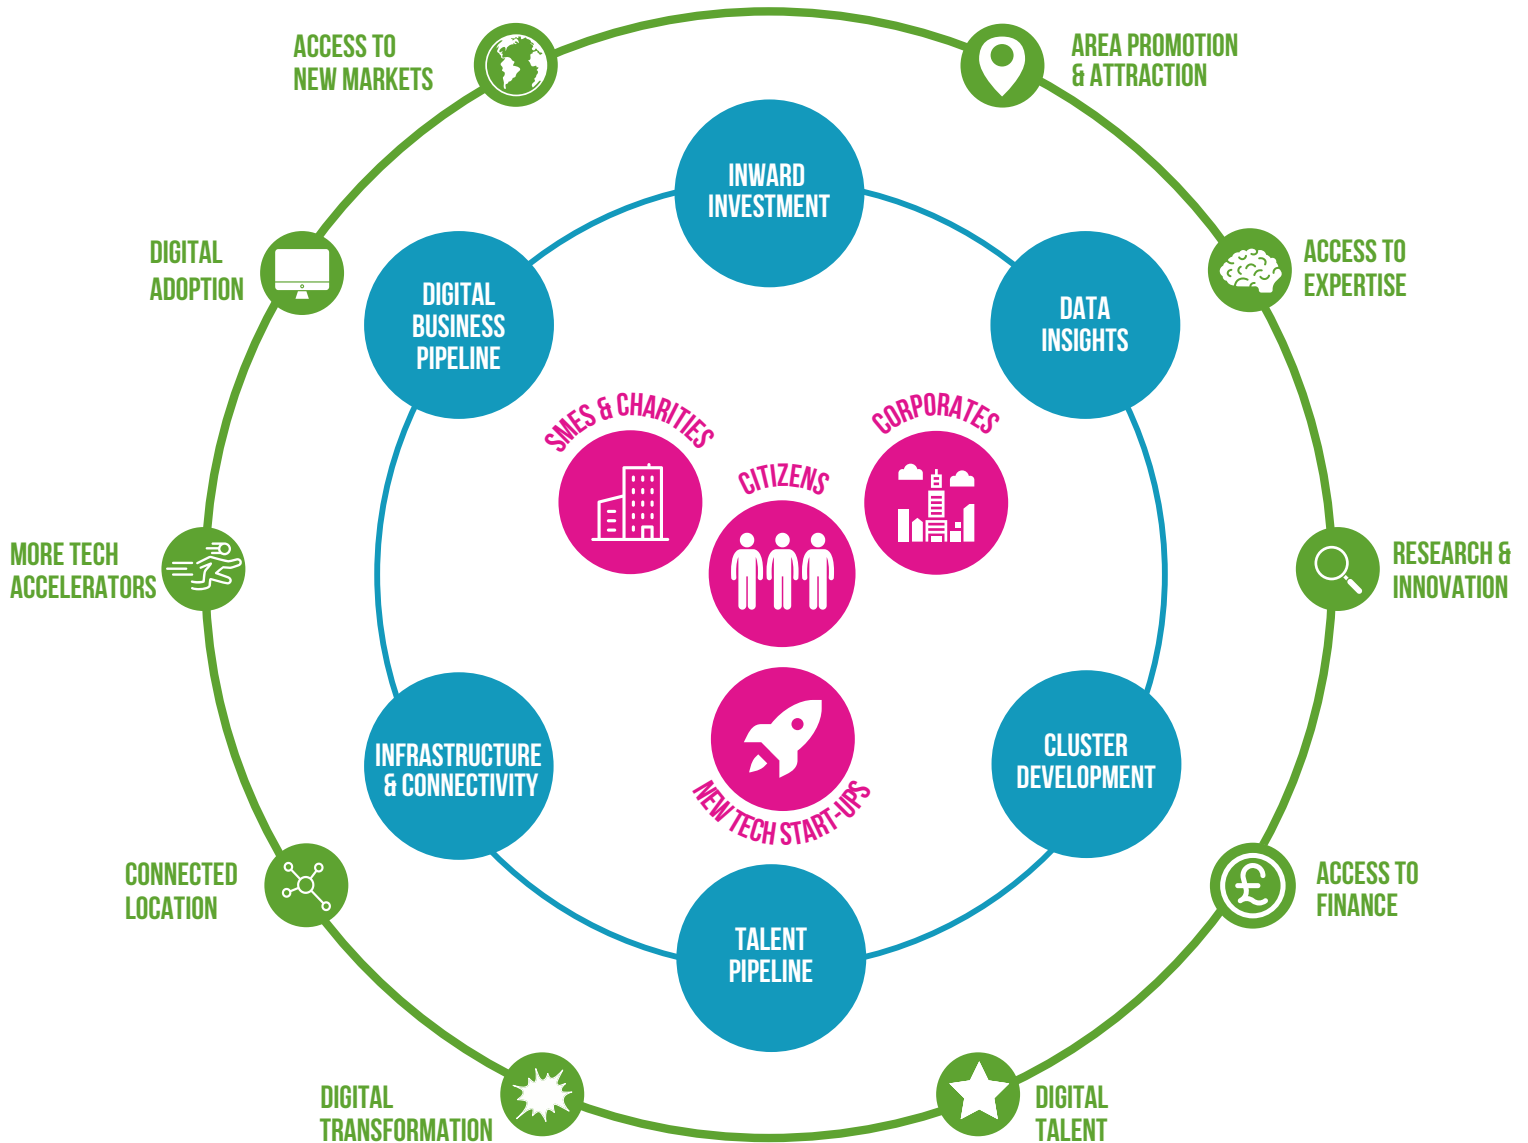 ACCESS TO
NEW MARKETS
AREA PROMOTION
& ATTRACTION
INWARD
INVESTMENT
DIGITAL
ADOPTION
ACCESS TO
EXPERTISE
DIGITAL
BUSINESS
PIPELINE
DATA
INSIGHTS
SMES & CHARITIES
CORPORATES
CITIZENS
MORE TECH
ACCELERATORS
RESEARCH &
INNOVATION
INFRASTRUCTURE
& CONNECTIVITY
CLUSTER
DEVELOPMENT
NEW TECH START-UPS
CONNECTED
LOCATION
£
ACCESS TO
FINANCE
TALENT
PIPELINE
DIGITAL
TRANSFORMATION
DIGITAL
TALENT